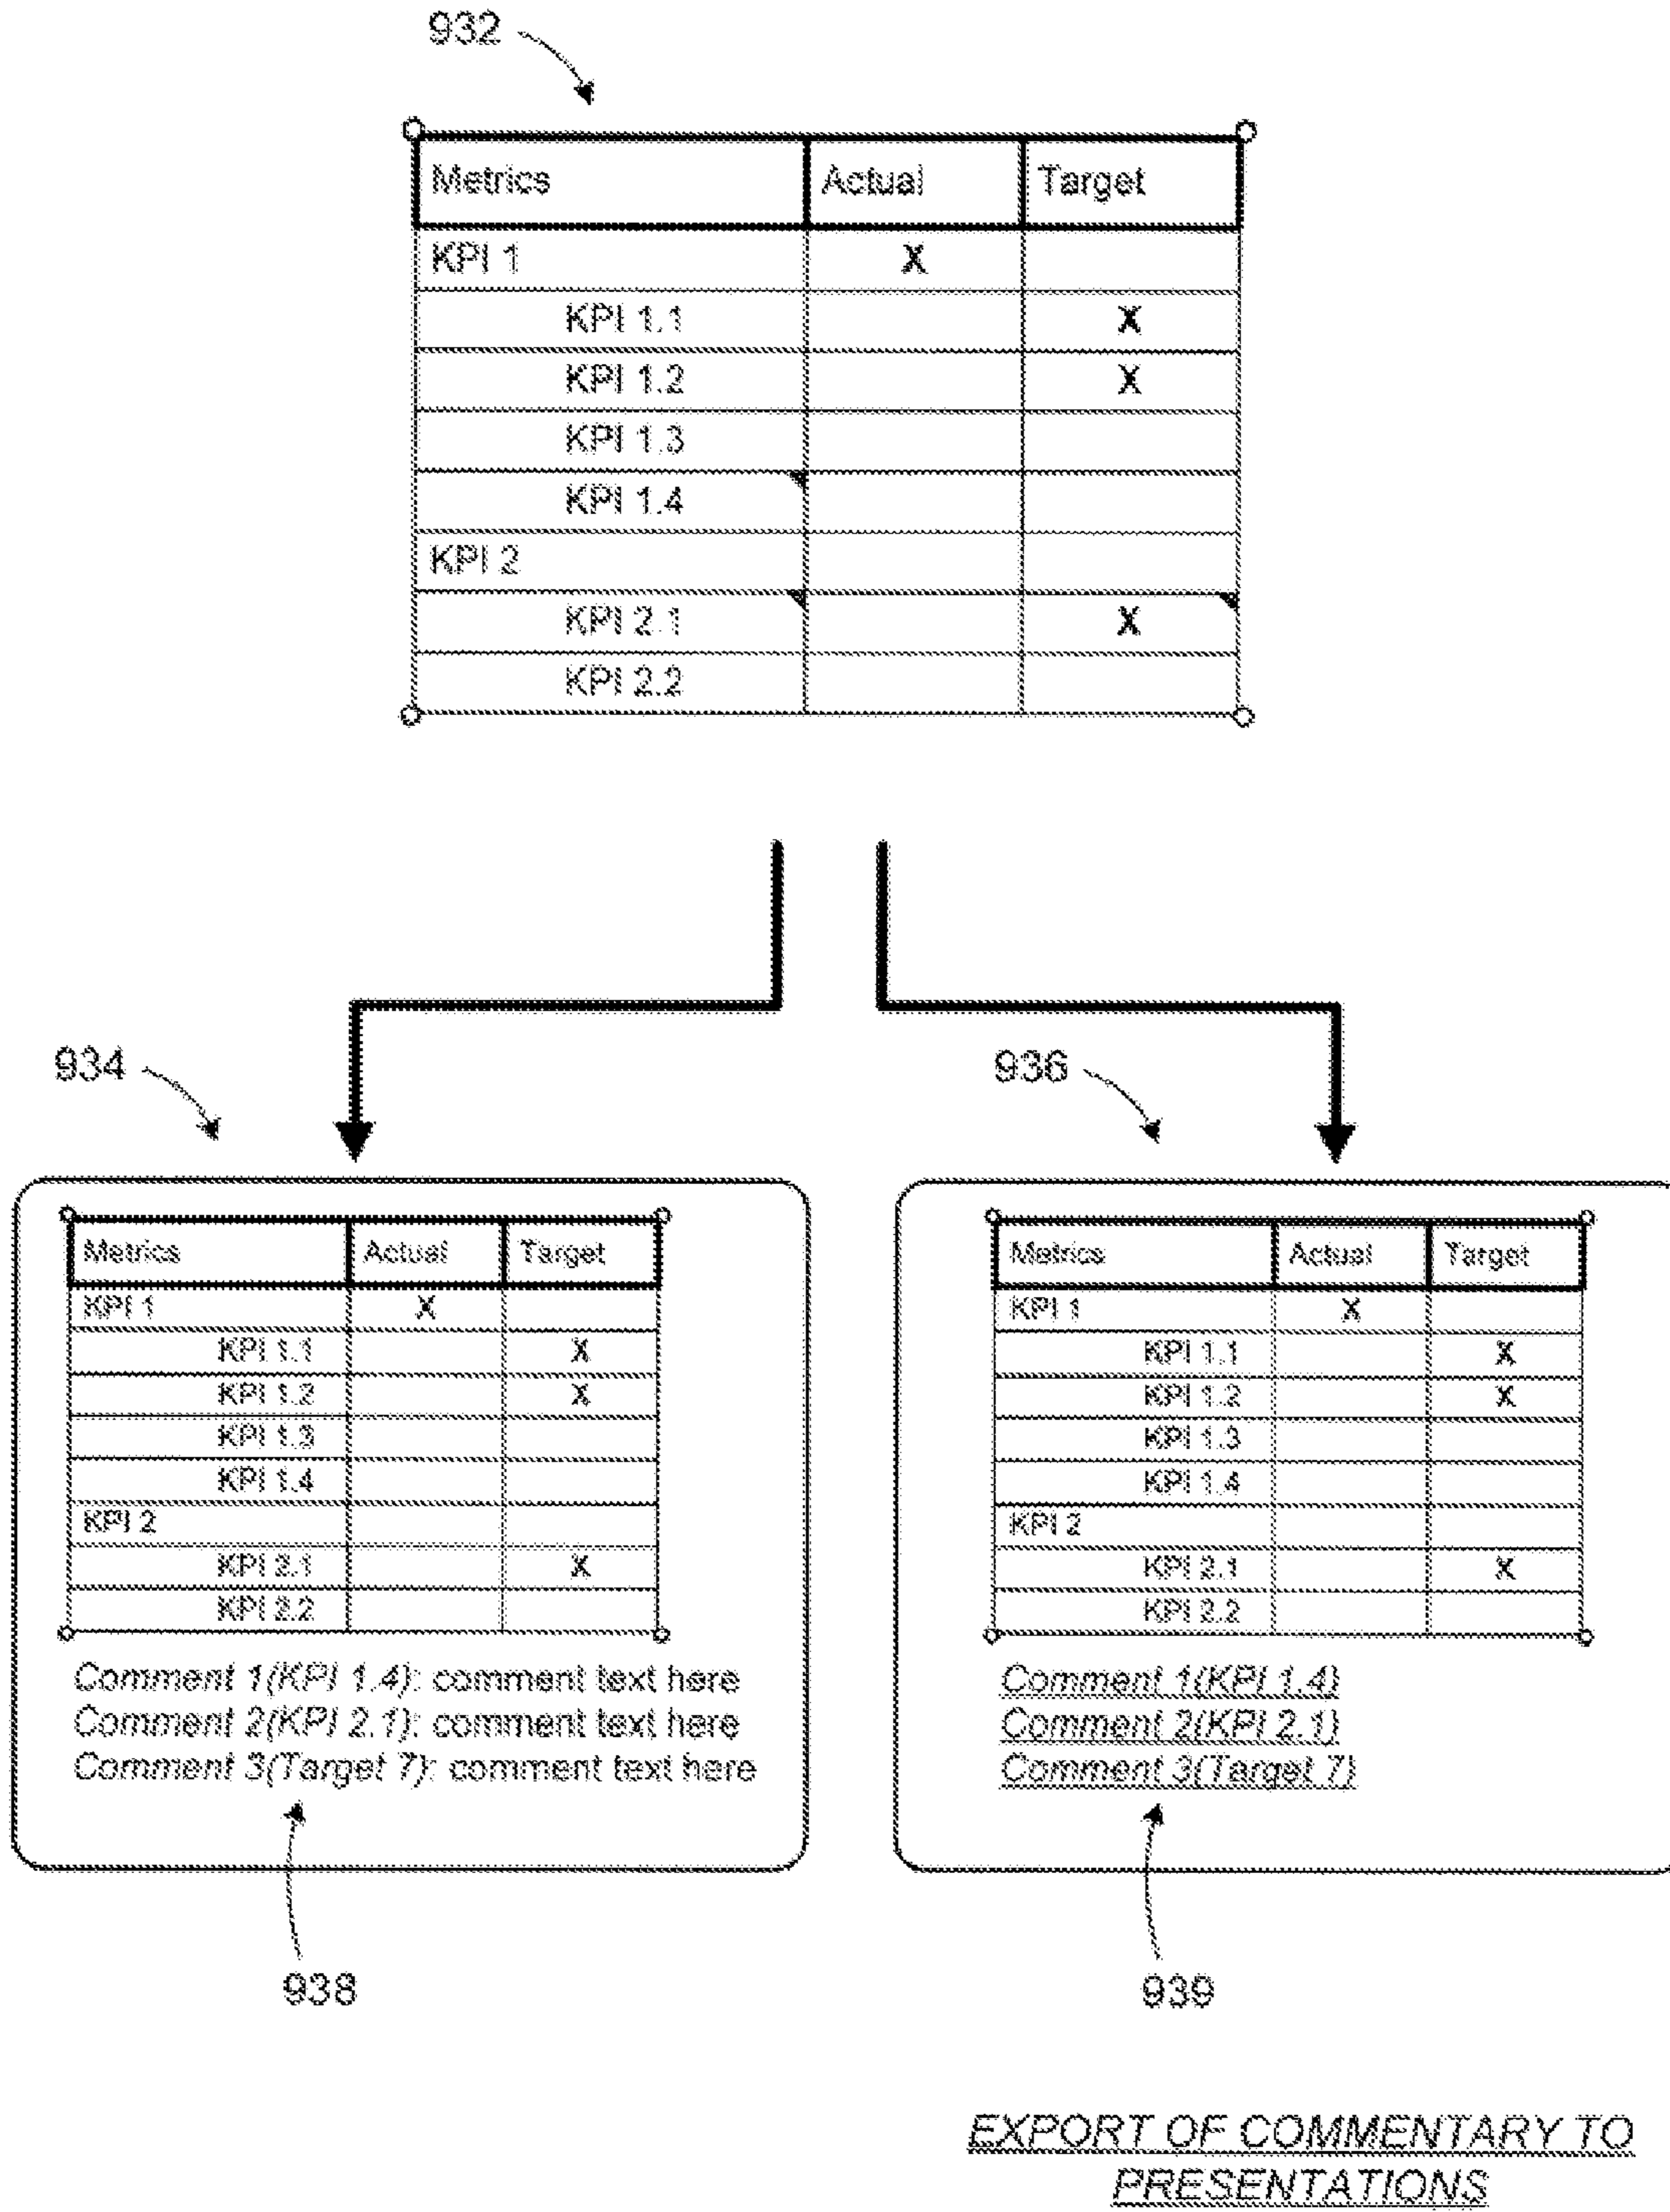 932
Metrics Actual Target
KPI 1 X
KPI 1.1 X
KPI 1.2 X
KPI 1.3
KPI 1.4
KPI 2
KPI 2.1 X
KPI 2.2
934
936
Metrics Actual Target
KPI 1 X
KPI 1.1 X
KPI 1.2 X
KPI 1.3
KPI 1.4
KPI 2
KPI 2.1 X
KPI 2.2
Comment 1(KPI 1.4): comment text here
Comment 2(KPI 2.1): comment text here
Comment 3(Target 7): comment text here
938
Metrics Actual Target
KPI 1 X
KPI 1.1 X
KPI 1.2 X
KPI 1.3
KPI 1.4
KPI 2
KPI 2.1 X
KPI 2.2
Comment 1(KPI 1.4)
Comment 2(KPI 2.1)
Comment 3(Target 7)
939
EXPORT OF COMMENTARY TO
PRESENTATIONS